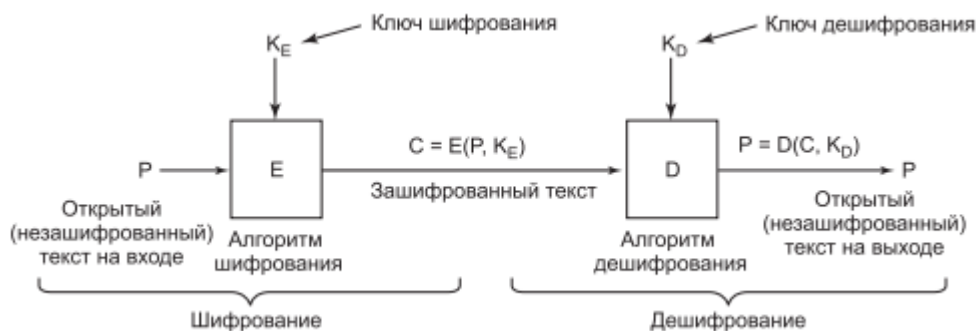 Ключ шифрования
Ключ дешифрования
K_E
K_D
C = E(P, K_E)
P = D(C, K_D)
P
E
D
P
Зашифрованный текст
Открытый
(незашифрованный)
текст на входе
Алгоритм
шифрования
Алгоритм
дешифрования
Открытый
(незашифрованный)
текст на выходе
Шифрование
Дешифрование